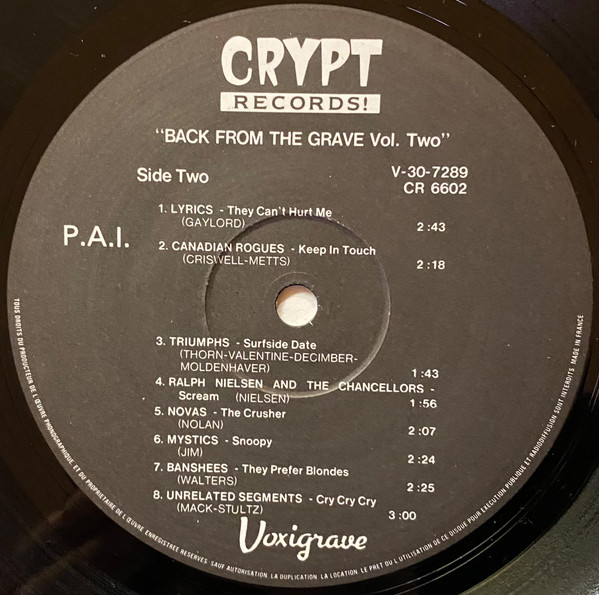 CRYPT
RECORDS!
"BACK FROM THE GRAVE Vol. Two"
Side Two
V-30-7289
CR 6602
P.A.I.
1. LYRICS - They Can't Hurt Me
(GAYLORD)
2:43
2. CANADIAN ROGUES - Keep In Touch
(CRISWELL-METTS)
2:18
3. TRIUMPHS - Surfside Date
(THORN-VALENTINE-DECIMBER-
MOLDENHAVER)
1:43
4. RALPH NIELSEN AND THE CHANCELLORS -
Scream (NIELSEN)
1:56
5. NOVAS - The Crusher
(NOLAN)
2:07
6. MYSTICS - Snoopy
(JIM)
2:24
7. BANSHEES - They Prefer Blondes
(WALTERS)
2:25
8. UNRELATED SEGMENTS - Cry Cry Cry
(MACK-STULTZ)
3:00
Voxigrave
TOUS DROITS DU PRODUCTEUR DE L'ŒUVRE PHONOGRAPHIQUE ET DU PROPRIETAIRE DE L'ŒUVRE ENREGISTREE RESERVES. SAUF AUTORISATION. LA DUPLICATION. LA LOCATION. LE PRET OU L'UTILISATION DE CE DISQUE POUR EXECUTION PUBLIQUE ET RADIODIFFUSION SONT INTERDITS. MADE IN FRANCE